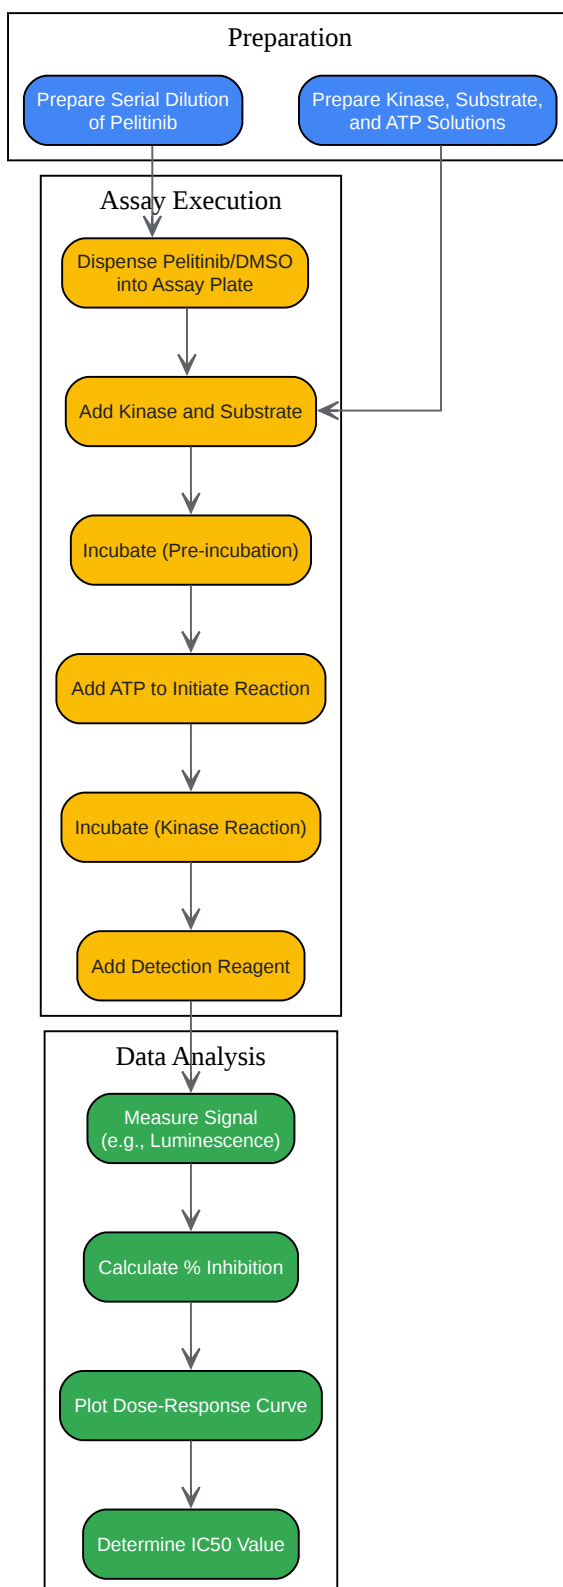 Preparation
Prepare Serial Dilution
of Pelitinib
Prepare Kinase, Substrate,
and ATP Solutions
Assay Execution
Dispense Pelitinib/DMSO
into Assay Plate
Add Kinase and Substrate
Incubate (Pre-incubation)
Add ATP to Initiate Reaction
Incubate (Kinase Reaction)
Add Detection Reagent
Data Analysis
Measure Signal
(e.g., Luminescence)
Calculate % Inhibition
Plot Dose-Response Curve
Determine IC50 Value